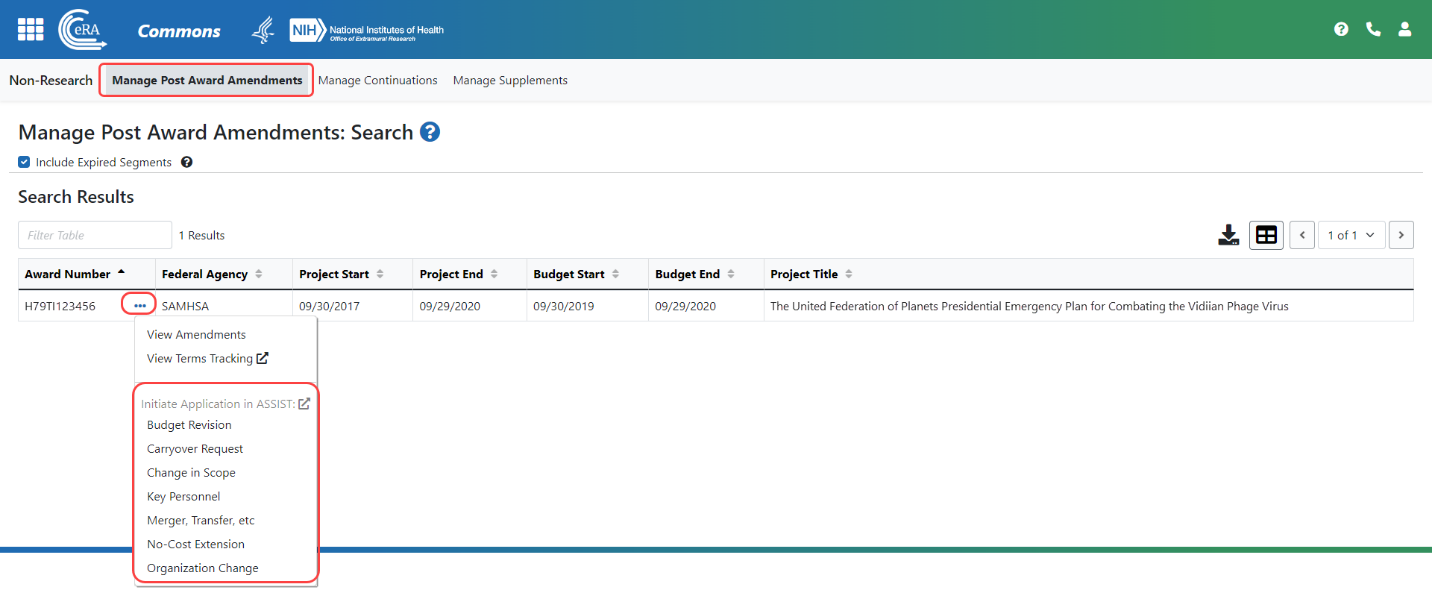 eRA Commons NIH National Institutes of Health
Office of Extramural Research
Non-Research Manage Post Award Amendments Manage Continuations Manage Supplements
Manage Post Award Amendments: Search ?
Include Expired Segments ?
Search Results
Filter Table 1 Results 1 of 1
Award Number Federal Agency Project Start Project End Budget Start Budget End Project Title
H79TI123456 ••• SAMHSA 09/30/2017 09/29/2020 09/30/2019 09/29/2020 The United Federation of Planets Presidential Emergency Plan for Combating the Vidiian Phage Virus
View Amendments
View Terms Tracking
Initiate Application in ASSIST:
Budget Revision
Carryover Request
Change in Scope
Key Personnel
Merger, Transfer, etc
No-Cost Extension
Organization Change